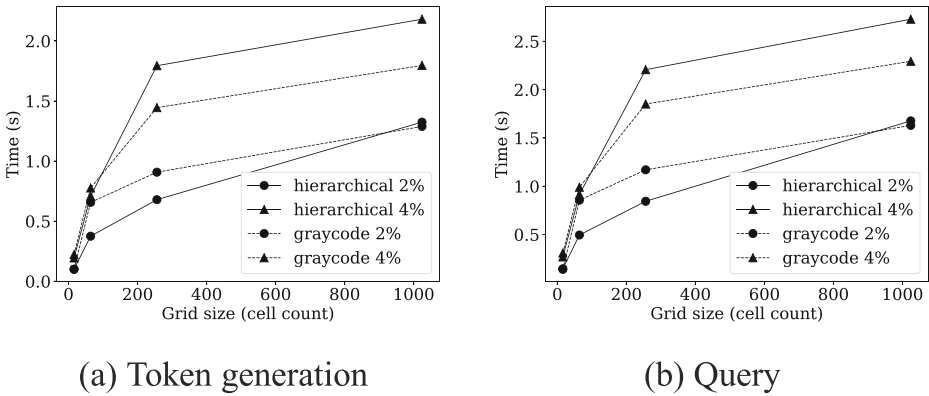 2.0
1.5
1.0
0.5
0.0
Time (s)
0 200 400 600 800 1000
Grid size (cell count)
hierarchical 2%
hierarchical 4%
graycode 2%
graycode 4%
(a) Token generation
2.5
2.0
1.5
1.0
0.5
Time (s)
0 200 400 600 800 1000
Grid size (cell count)
hierarchical 2%
hierarchical 4%
graycode 2%
graycode 4%
(b) Query